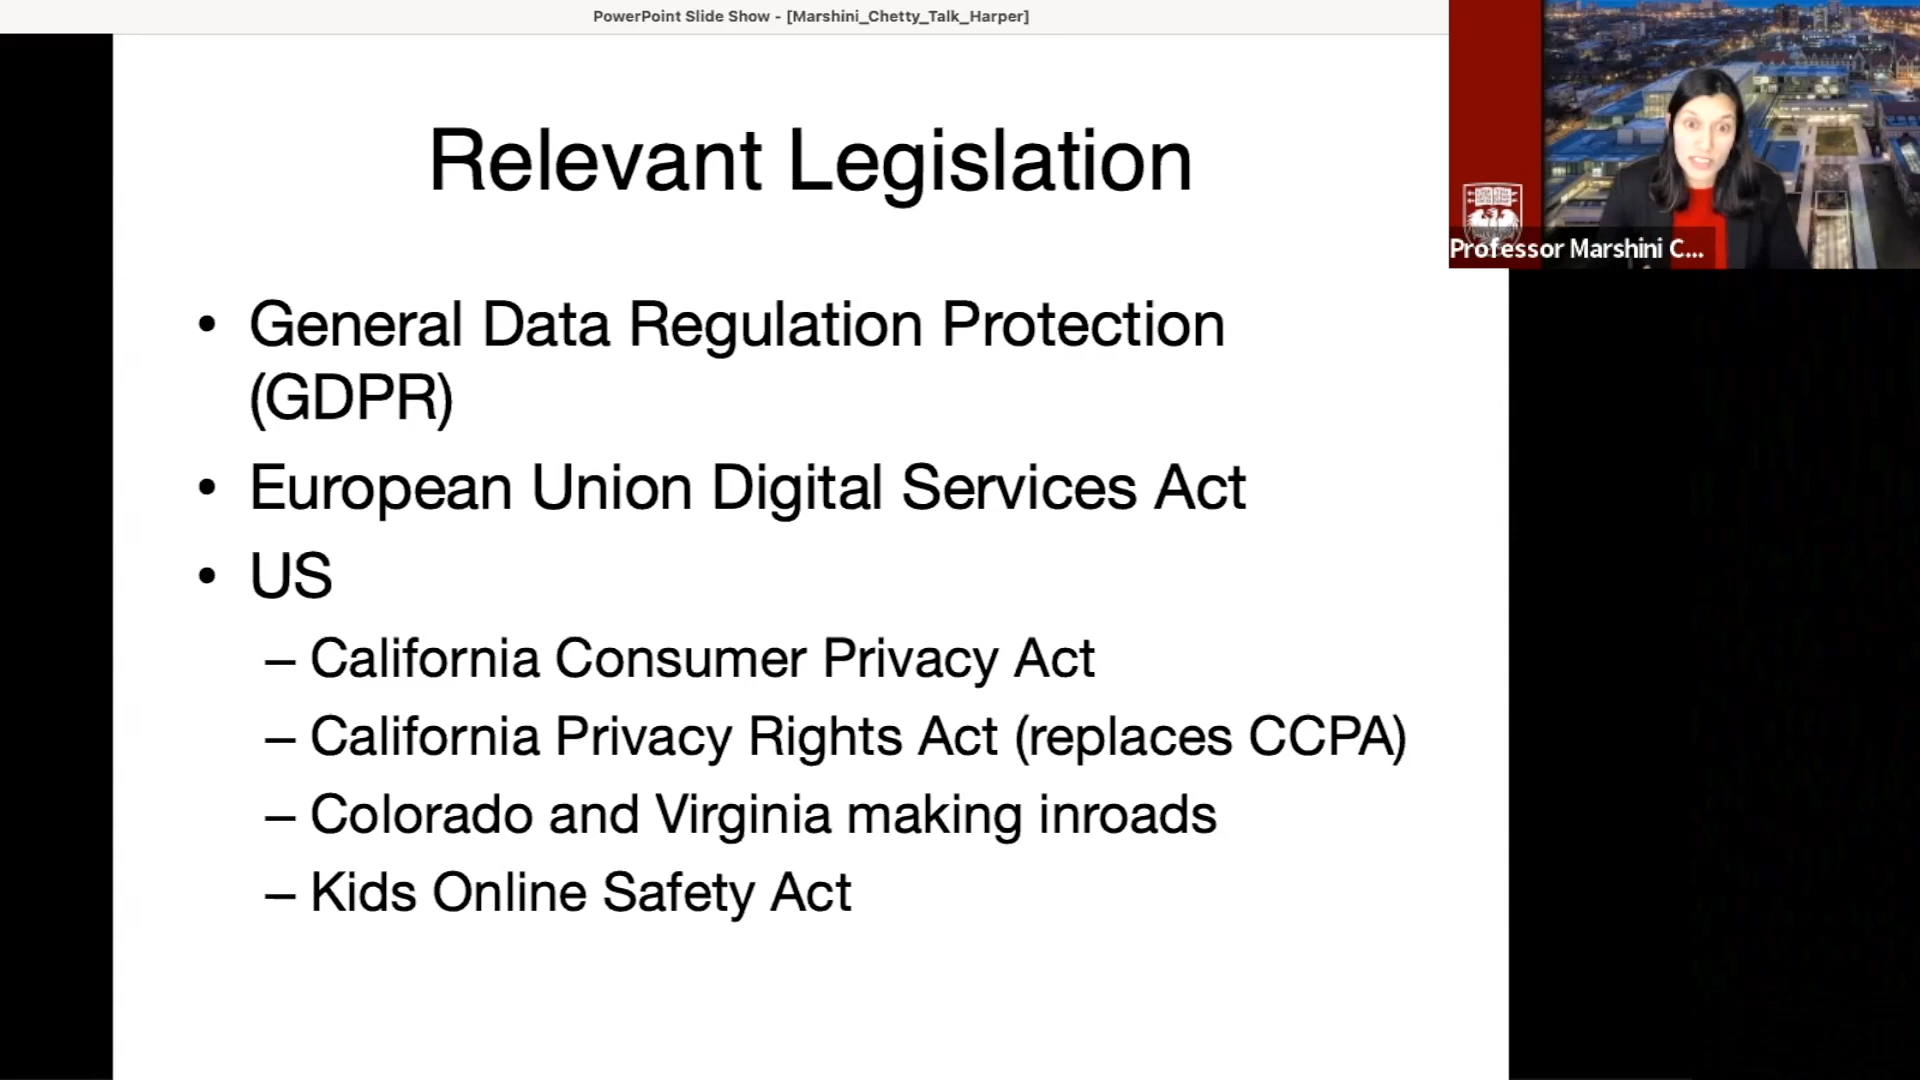 PowerPoint Slide Show - [Marshini_Chetty_Talk_Harper]
Relevant Legislation
• General Data Regulation Protection
(GDPR)
• European Union Digital Services Act
• US
– California Consumer Privacy Act
– California Privacy Rights Act (replaces CCPA)
– Colorado and Virginia making inroads
– Kids Online Safety Act
Professor Marshini C...